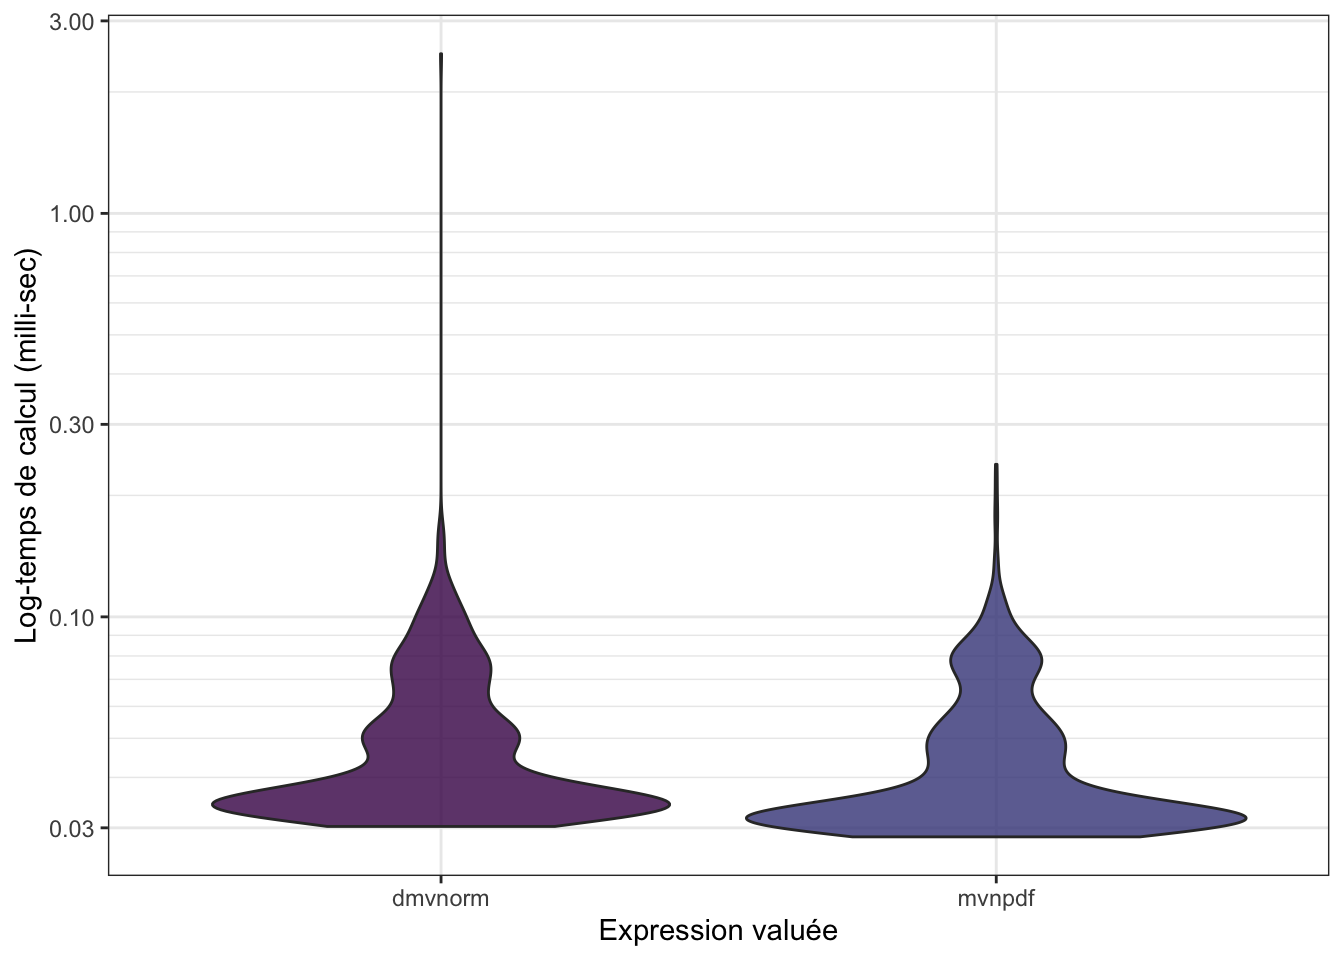 3.00
1.00
0.30
0.10
0.03
Log-temps de calcul (milli-sec)
dmvnorm
mvnpdf
Expression valuée